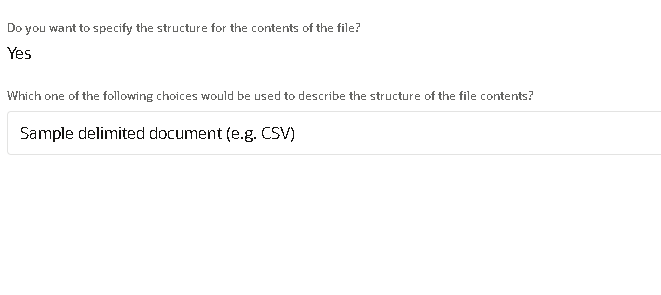 Do you want to specify the structure for the contents of the file?
Yes
Which one of the following choices would be used to describe the structure of the file contents?
Sample delimited document (e.g. CSV)